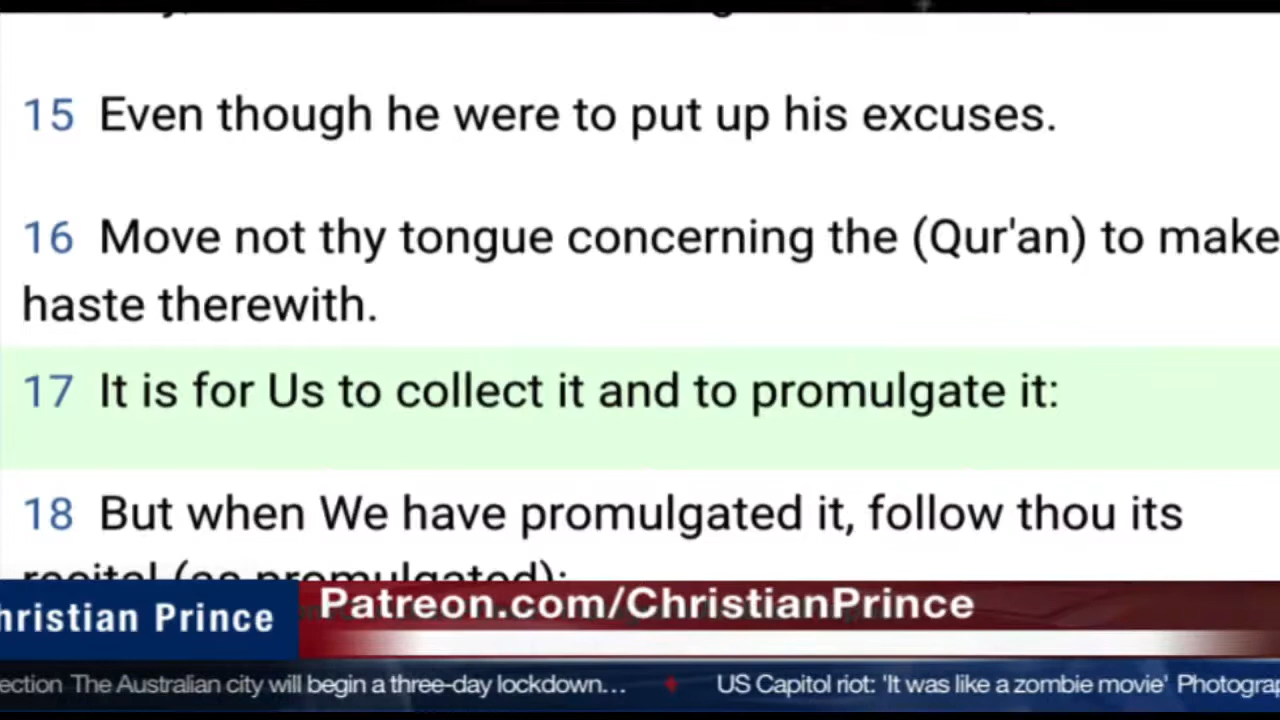 15 Even though he were to put up his excuses.
16 Move not thy tongue concerning the (Qur'an) to make
haste therewith.
17 It is for Us to collect it and to promulgate it:
18 But when We have promulgated it, follow thou its
recital (as promulgated):
hristian Prince
Patreon.com/ChristianPrince
ection The Australian city will begin a three-day lockdown... US Capitol riot: 'It was like a zombie movie' Photograp